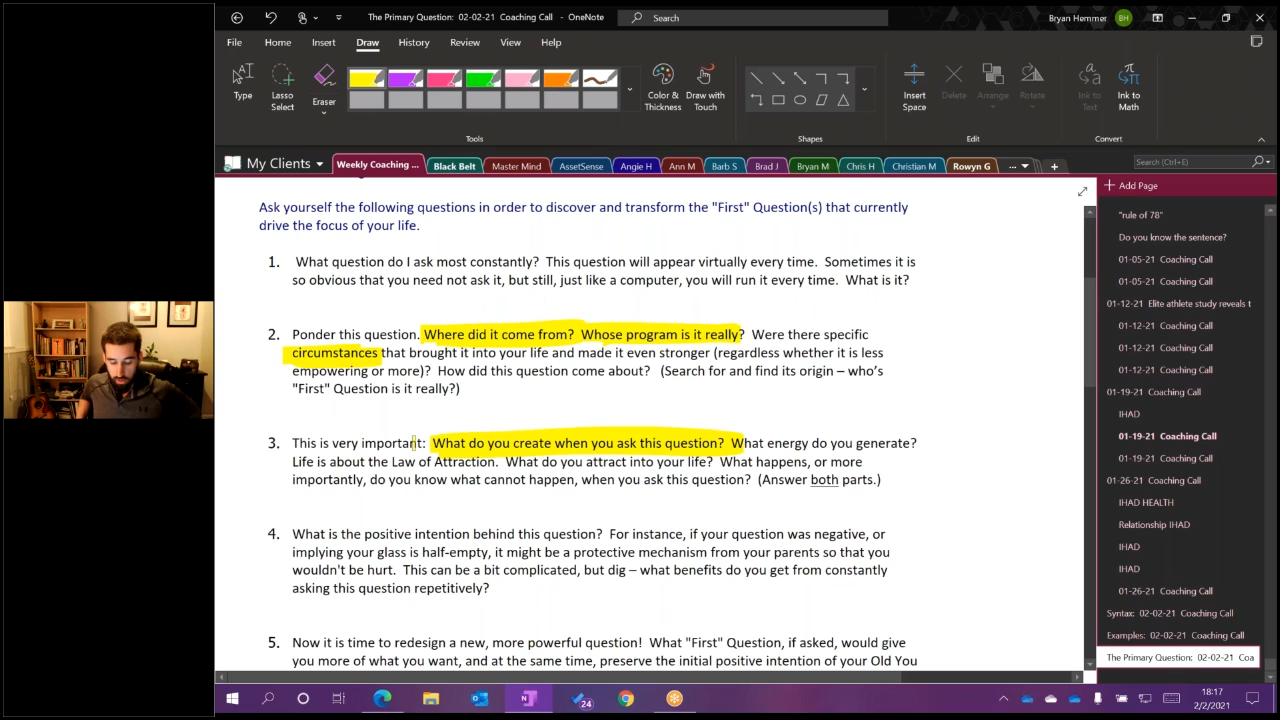 The Primary Question: 02-02-21 Coaching Call - OneNote
Search
Bryan Hemmer
BH
File Home Insert Draw History Review View Help
Type
Lasso Select
Eraser
Color & Thickness
Draw with Touch
Insert Space
Delete
Arrange
Rotate
Ink to Text
Ink to Math
Tools
Shapes
Edit
Convert
My Clients
Weekly Coaching ...
Black Belt
Master Mind
AssetSense
Angie H
Ann M
Barb S
Brad J
Bryan M
Chris H
Christian M
Rowyn G
...
Search (Ctrl+E)
Ask yourself the following questions in order to discover and transform the "First" Question(s) that currently
drive the focus of your life.
1. What question do I ask most constantly? This question will appear virtually every time. Sometimes it is
so obvious that you need not ask it, but still, just like a computer, you will run it every time. What is it?
2. Ponder this question. Where did it come from? Whose program is it really? Were there specific
circumstances that brought it into your life and made it even stronger (regardless whether it is less
empowering or more)? How did this question come about? (Search for and find its origin – who's
"First" Question is it really?)
3. This is very important: What do you create when you ask this question? What energy do you generate?
Life is about the Law of Attraction. What do you attract into your life? What happens, or more
importantly, do you know what cannot happen, when you ask this question? (Answer both parts.)
4. What is the positive intention behind this question? For instance, if your question was negative, or
implying your glass is half-empty, it might be a protective mechanism from your parents so that you
wouldn't be hurt. This can be a bit complicated, but dig – what benefits do you get from constantly
asking this question repetitively?
5. Now it is time to redesign a new, more powerful question! What "First" Question, if asked, would give
you more of what you want, and at the same time, preserve the initial positive intention of your Old You
Add Page
"rule of 78"
Do you know the sentence?
01-05-21 Coaching Call
01-05-21 Coaching Call
01-12-21 Elite athlete study reveals t
01-12-21 Coaching Call
01-12-21 Coaching Call
01-12-21 Coaching Call
01-19-21 Coaching Call
IHAD
01-19-21 Coaching Call
01-19-21 Coaching Call
01-26-21 Coaching Call
IHAD HEALTH
Relationship IHAD
IHAD
IHAD
01-26-21 Coaching Call
Syntax: 02-02-21 Coaching Call
Examples: 02-02-21 Coaching Call
The Primary Question: 02-02-21 Coa
24
18:17
2/2/2021